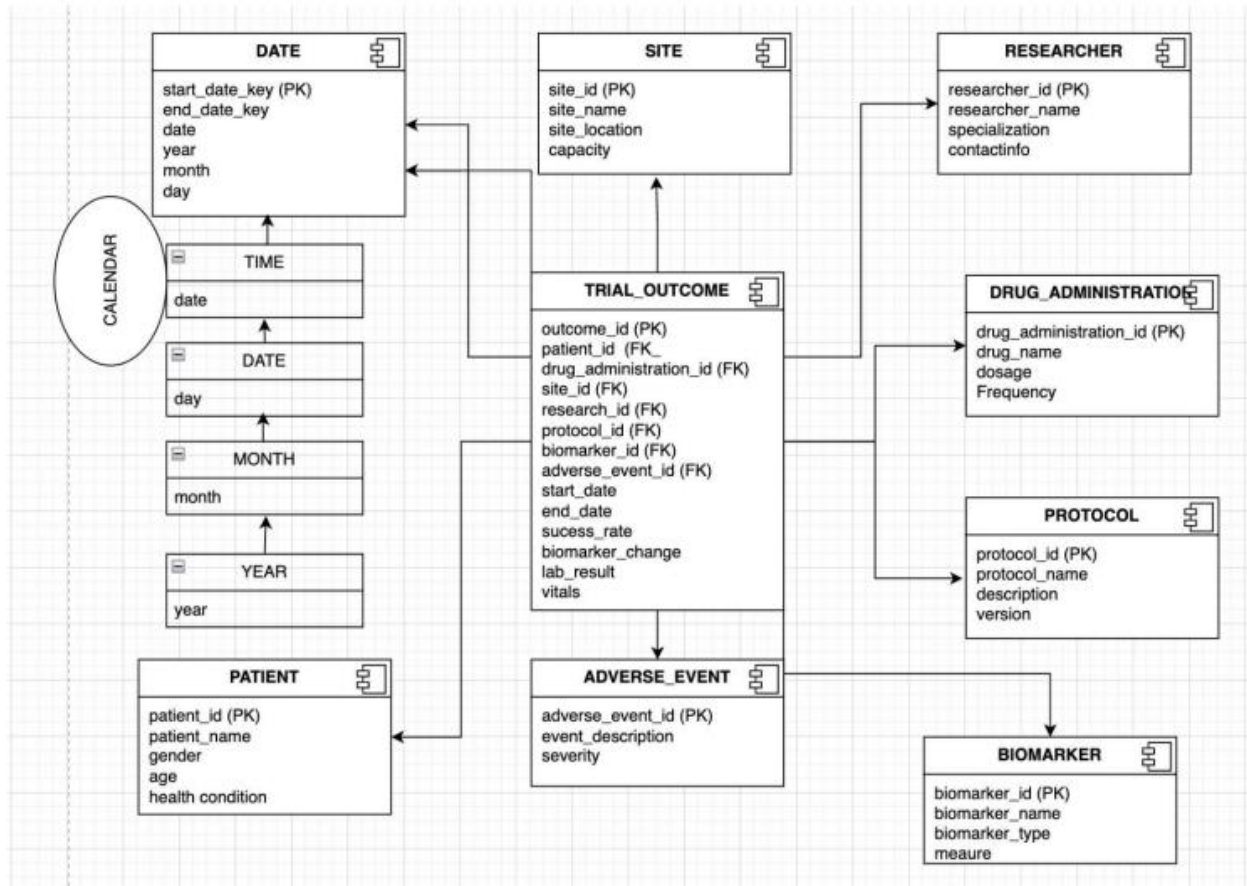 DATE
start_date_key (PK)
end_date_key
date
year
month
day
SITE
site_id (PK)
site_name
site_location
capacity
RESEARCHER
researcher_id (PK)
researcher_name
specialization
contactinfo
CALENDAR
TIME
date
DATE
day
MONTH
month
YEAR
year
TRIAL_OUTCOME
outcome_id (PK)
patient_id (FK_
drug_administration_id (FK)
site_id (FK)
research_id (FK)
protocol_id (FK)
biomarker_id (FK)
adverse_event_id (FK)
start_date
end_date
sucess_rate
biomarker_change
lab_result
vitals
DRUG_ADMINISTRATION
drug_administration_id (PK)
drug_name
dosage
Frequency
PROTOCOL
protocol_id (PK)
protocol_name
description
version
PATIENT
patient_id (PK)
patient_name
gender
age
health condition
ADVERSE_EVENT
adverse_event_id (PK)
event_description
severity
BIOMARKER
biomarker_id (PK)
biomarker_name
biomarker_type
meaure